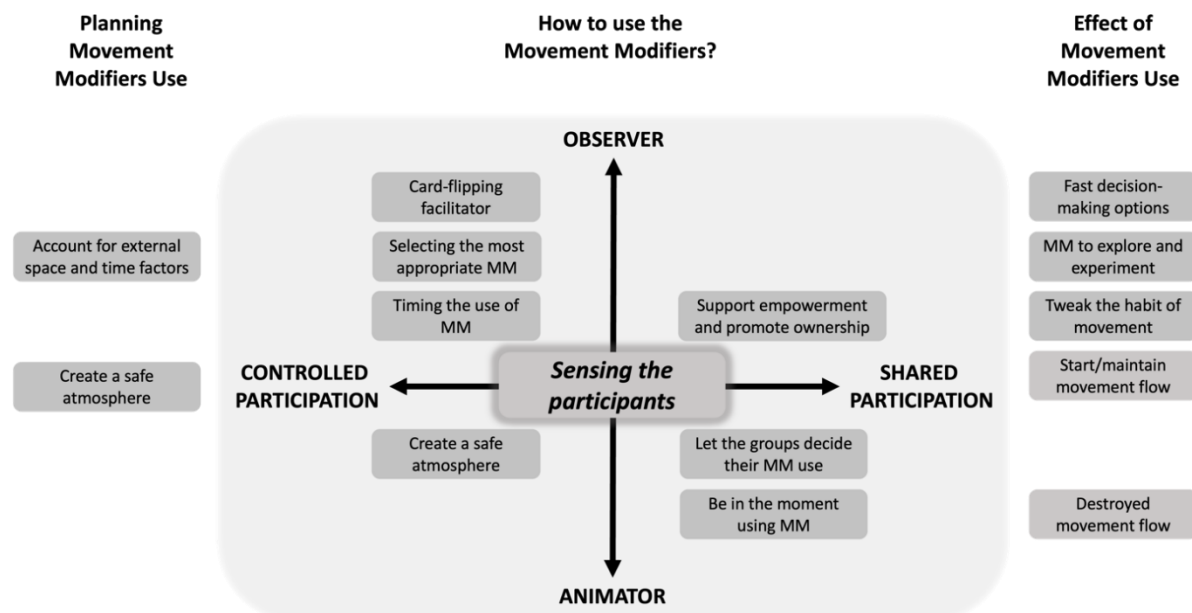 Planning
Movement
Modifiers Use
How to use the
Movement Modifiers?
Effect of
Movement
Modifiers Use
OBSERVER
Card-flipping
facilitator
Selecting the most
appropriate MM
Timing the use of
MM
Account for external
space and time factors
Create a safe
atmosphere
Support empowerment
and promote ownership
CONTROLLED
PARTICIPATION
Sensing the
participants
SHARED
PARTICIPATION
Create a safe
atmosphere
Let the groups decide
their MM use
Be in the moment
using MM
ANIMATOR
Fast decision-
making options
MM to explore and
experiment
Tweak the habit of
movement
Start/maintain
movement flow
Destroyed
movement flow